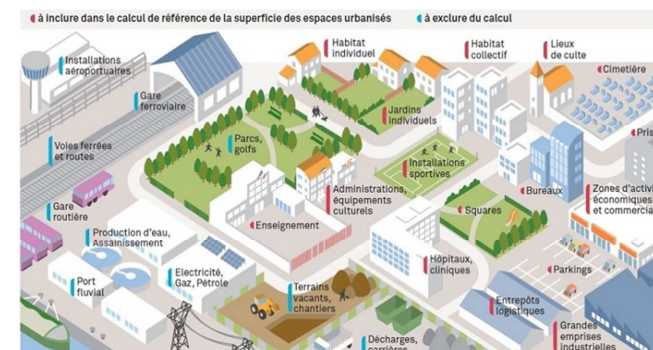 à inclure dans le calcul de référence de la superficie des espaces urbanisés
à exclure du calcul
Installations
aéroportuaires
Habitat
individuel
Habitat
collectif
Lieux
de culte
Cimetière
Gare
ferroviaire
Jardins
individuels
Voies ferrées
et routes
Parcs,
golfs
Installations
sportives
Administrations,
équipements
culturels
Bureaux
Zones d'activi
économiques
et commercia
Gare
routière
Squares
Enseignement
Production d'eau,
Assainissement
Hôpitaux,
cliniques
Parkings
Port
fluvial
Electricité,
Gaz, Pétrole
Terrains
vacants,
chantiers
Entrepôts
logistiques
Décharges,
carrières
Grandes
emprises
industrielles